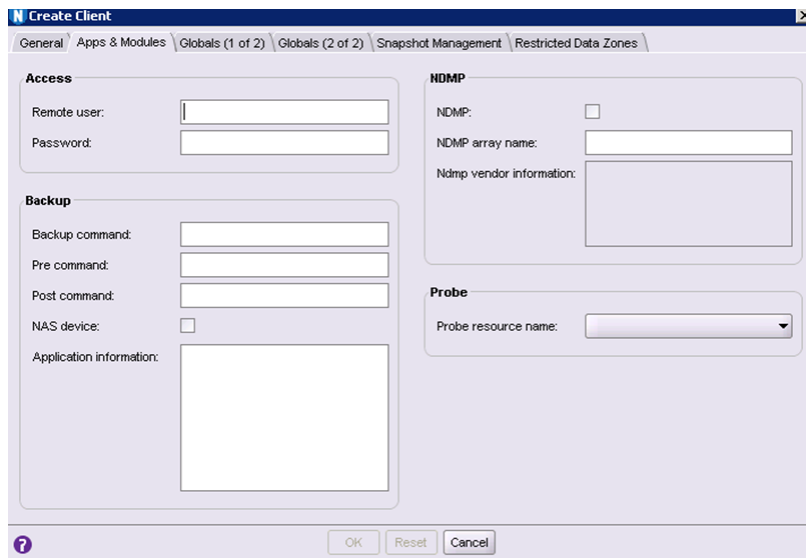 N Create Client
General
Apps & Modules
Globals (1 of 2)
Globals (2 of 2)
Snapshot Management
Restricted Data Zones
Access
Remote user:
Password:
Backup
Backup command:
Pre command:
Post command:
NAS device:
Application information:
NDMP
NDMP:
NDMP array name:
Ndmp vendor information:
Probe
Probe resource name:
?
OK
Reset
Cancel